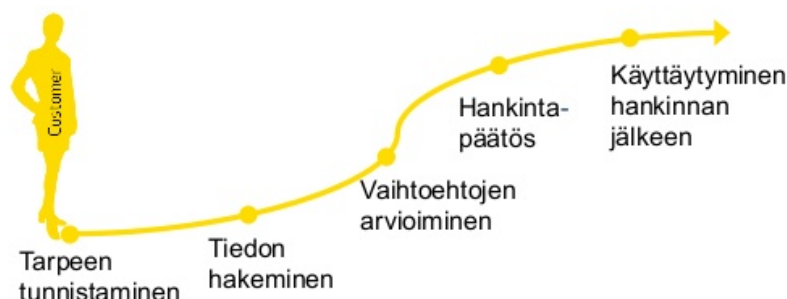 Customer
Tarpeen
tunnistaminen
Tiedon
hakeminen
Vaihtoehtojen
arvioiminen
Hankinta-
päätös
Käyttäytyminen
hankinnan
jälkeen